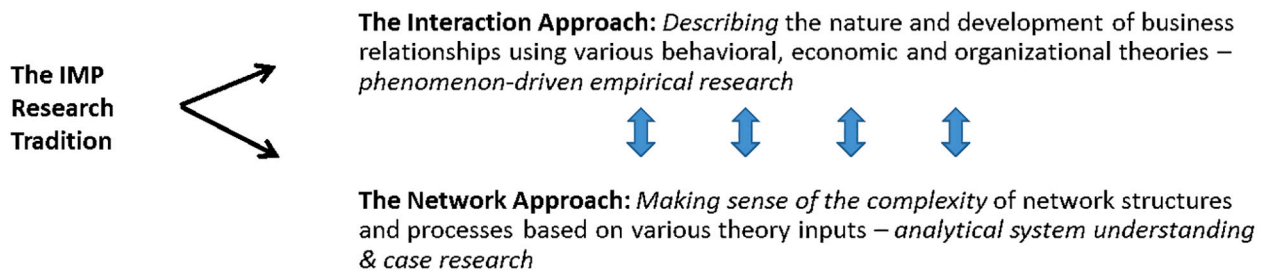 The IMP
Research
Tradition
The Interaction Approach: Describing the nature and development of business
relationships using various behavioral, economic and organizational theories –
phenomenon-driven empirical research
The Network Approach: Making sense of the complexity of network structures
and processes based on various theory inputs – analytical system understanding
& case research